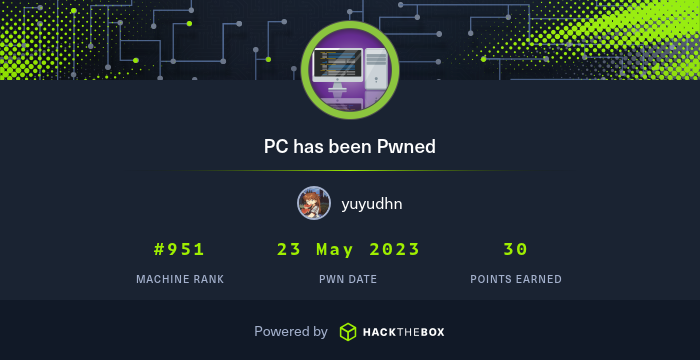 PC has been Pwned
yuyudhn
#951 23 May 2023 30
MACHINE RANK PWN DATE POINTS EARNED
Powered by HACKTHEBOX